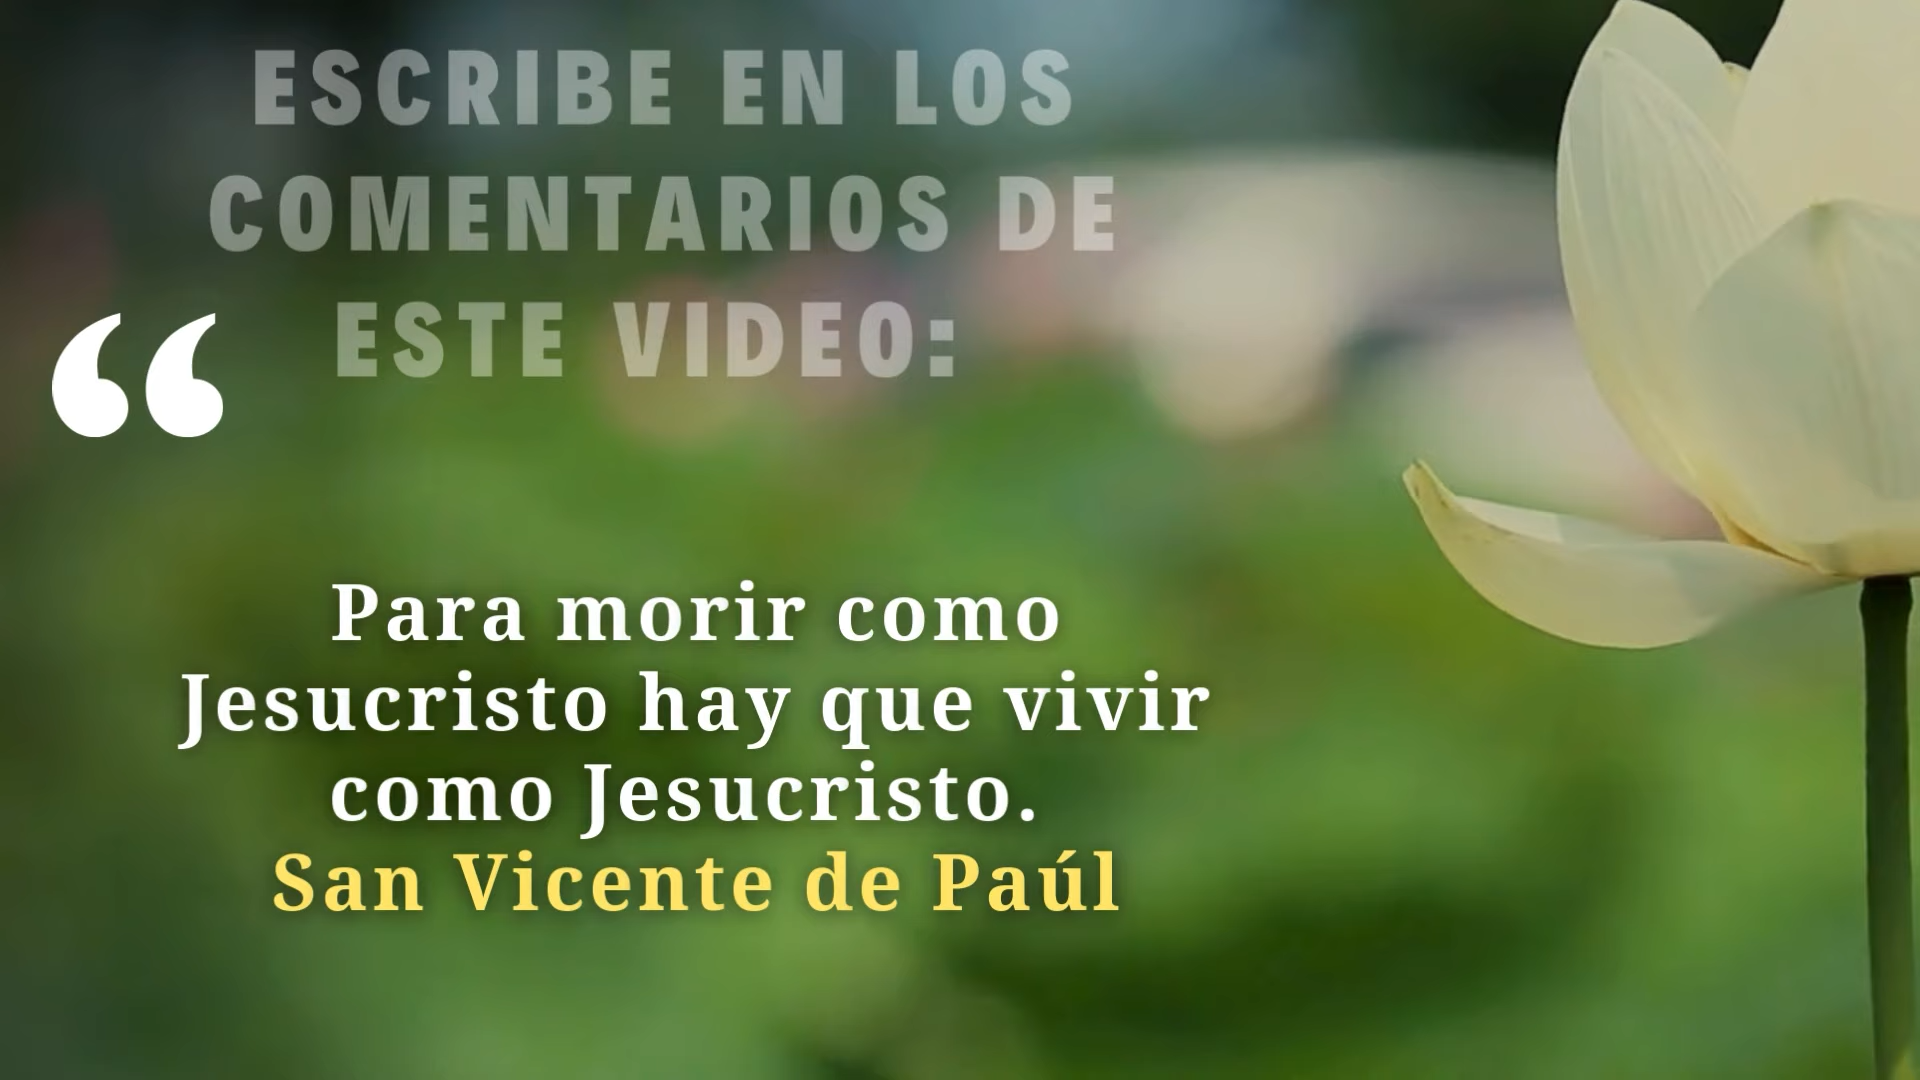 ESCRIBE EN LOS
COMENTARIOS DE
ESTE VIDEO:
“
Para morir como
Jesucristo hay que vivir
como Jesucristo.
San Vicente de Paúl